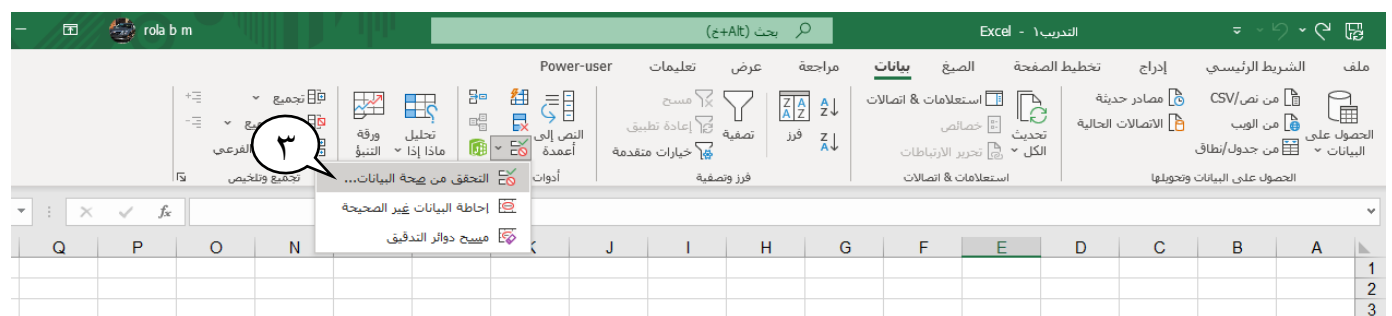 التدريب١ - Excel
بحث (Alt+خ)
rola b m
ملف الشريط الرئيسي إدراج تخطيط الصفحة الصيغ بيانات مراجعة عرض تعليمات Power-user
الحصول على البيانات
من نص/CSV
من الويب
من جدول/نطاق
مصادر حديثة
الاتصالات الحالية
الحصول على البيانات وتحويلها
تحديث الكل
استعلامات & اتصالات
خصائص
تحرير الارتباطات
استعلامات & اتصالات
فرز
تصفية
مسح
إعادة تطبيق
خيارات متقدمة
فرز وتصفية
النص إلى أعمدة
أدوات
تحليل ماذا إذا
ورقة التنبؤ
تجميع
الفرعي
تجميع وتلخيص
٣
التحقق من صحة البيانات...
إحاطة البيانات غير الصحيحة
مسح دوائر التدقيق
fx
A B C D E F G H I J K N O P Q
1
2
3